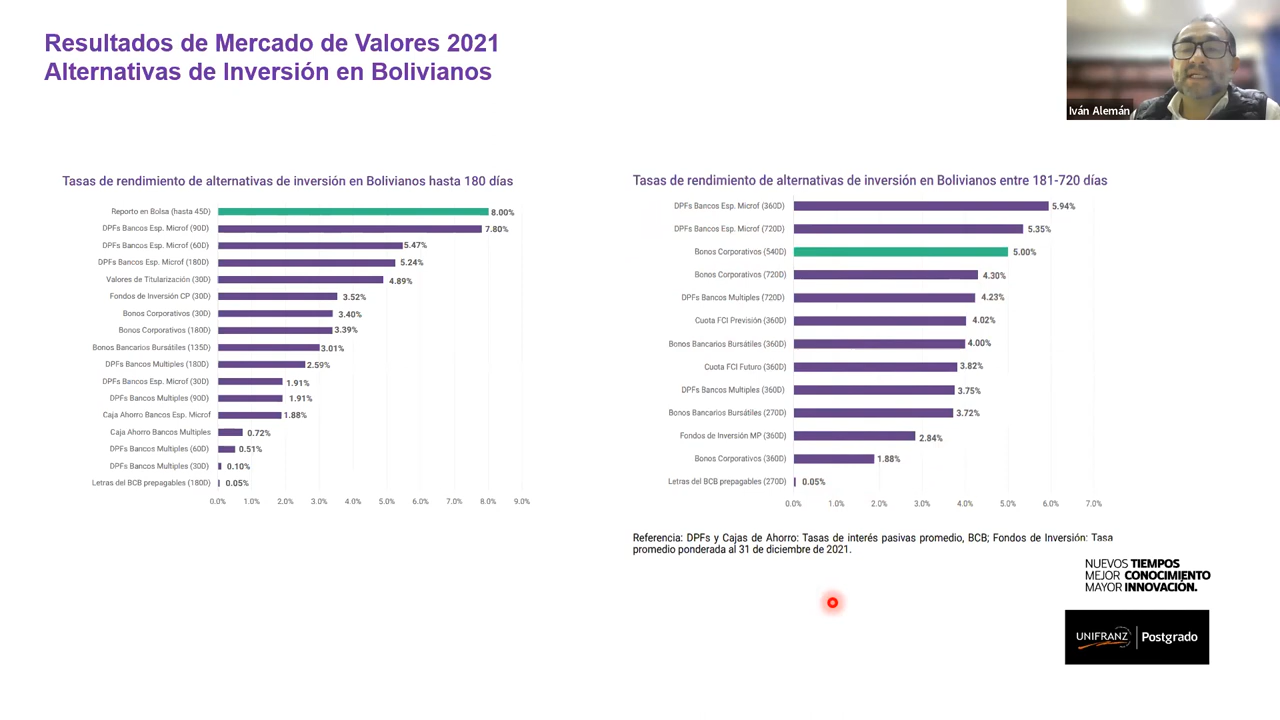 Resultados de Mercado de Valores 2021
Alternativas de Inversión en Bolivianos
Iván Alemán
Tasas de rendimiento de alternativas de inversión en Bolivianos hasta 180 días
Reporto en Bolsa (hasta 45D) 8.00%
DPFs Bancos Esp. Microf (90D) 7.80%
DPFs Bancos Esp. Microf (60D) 5.47%
DPFs Bancos Esp. Microf (180D) 5.24%
Valores de Titularización (30D) 4.89%
Fondos de Inversión CP (30D) 3.52%
Bonos Corporativos (30D) 3.40%
Bonos Corporativos (180D) 3.39%
Bonos Bancarios Bursátiles (135D) 3.01%
DPFs Bancos Multiples (180D) 2.59%
DPFs Bancos Esp. Microf (30D) 1.91%
DPFs Bancos Multiples (90D) 1.91%
Caja Ahorro Bancos Esp. Microf 1.88%
Caja Ahorro Bancos Multiples 0.72%
DPFs Bancos Multiples (60D) 0.51%
DPFs Bancos Multiples (30D) 0.10%
Letras del BCB prepagables (180D) 0.05%
0.0% 1.0% 2.0% 3.0% 4.0% 5.0% 6.0% 7.0% 8.0% 9.0%
Tasas de rendimiento de alternativas de inversión en Bolivianos entre 181-720 días
DPFs Bancos Esp. Microf (360D) 5.94%
DPFs Bancos Esp. Microf (720D) 5.35%
Bonos Corporativos (540D) 5.00%
Bonos Corporativos (720D) 4.30%
DPFs Bancos Multiples (720D) 4.23%
Cuota FCI Previsión (360D) 4.02%
Bonos Bancarios Bursátiles (360D) 4.00%
Cuota FCI Futuro (360D) 3.82%
DPFs Bancos Multiples (360D) 3.75%
Bonos Bancarios Bursátiles (270D) 3.72%
Fondos de Inversión MP (360D) 2.84%
Bonos Corporativos (360D) 1.88%
Letras del BCB prepagables (270D) 0.05%
0.0% 1.0% 2.0% 3.0% 4.0% 5.0% 6.0% 7.0%
Referencia: DPFs y Cajas de Ahorro: Tasas de interés pasivas promedio, BCB; Fondos de Inversión: Tasa
promedio ponderada al 31 de diciembre de 2021.
NUEVOS TIEMPOS
MEJOR CONOCIMIENTO
MAYOR INNOVACIÓN.
UNIFRANZ Postgrado